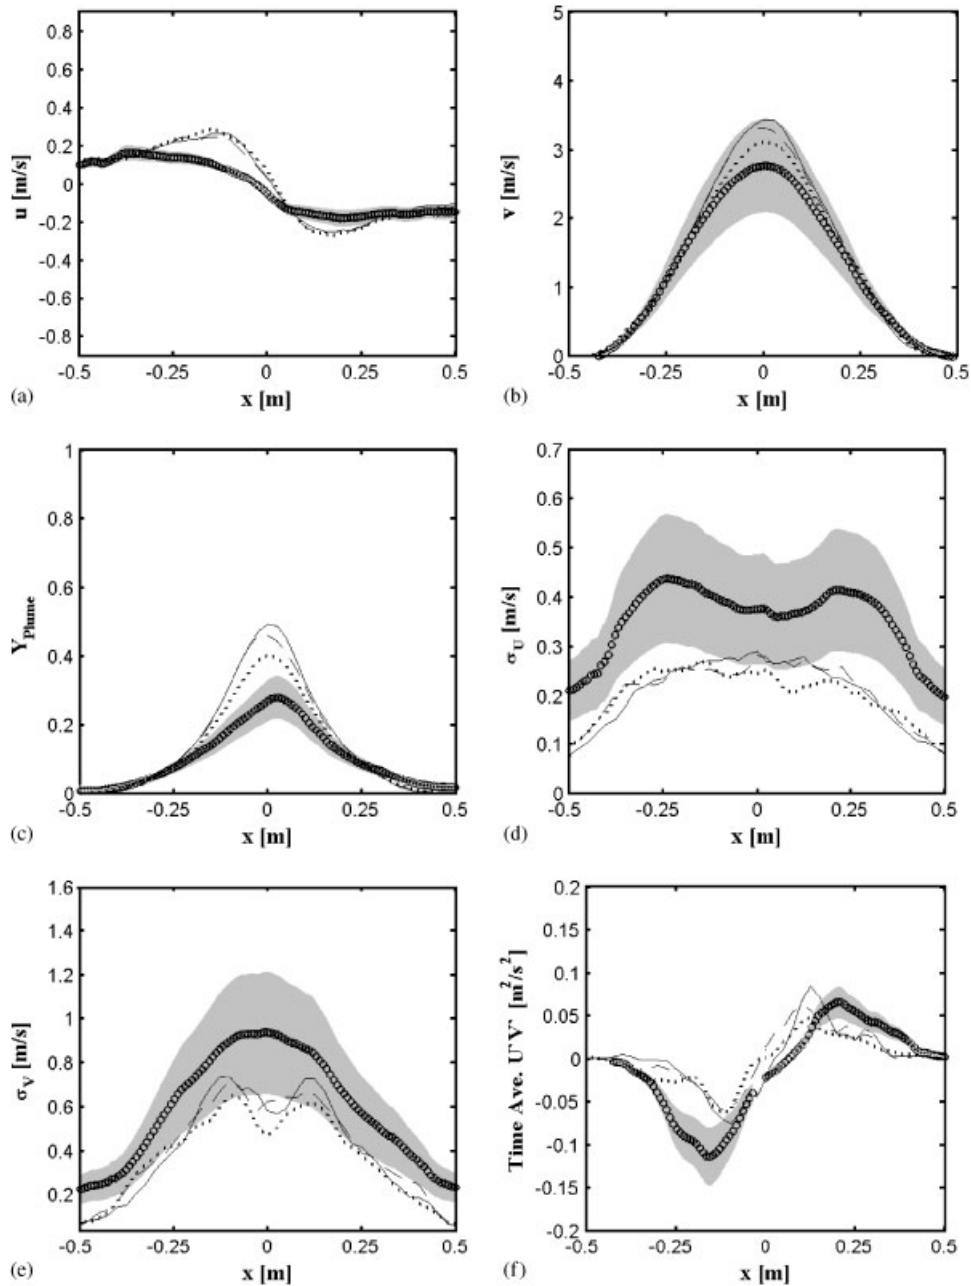 0.8
0.6
0.4
0.2
0
-0.2
-0.4
-0.6
-0.8
u [m/s]
-0.5 -0.25 0 0.25 0.5
(a) x [m]
5
4
3
2
1
0
v [m/s]
-0.5 -0.25 0 0.25 0.5
(b) x [m]
1
0.8
0.6
0.4
0.2
0
Y_Plume
-0.5 -0.25 0 0.25 0.5
(c) x [m]
0.7
0.6
0.5
0.4
0.3
0.2
0.1
0
σ_U [m/s]
-0.5 -0.25 0 0.25 0.5
(d) x [m]
1.6
1.4
1.2
1
0.8
0.6
0.4
0.2
σ_V [m/s]
-0.5 -0.25 0 0.25 0.5
(e) x [m]
0.2
0.15
0.1
0.05
0
-0.05
-0.1
-0.15
-0.2
Time Ave. U`V` [m²/s²]
-0.5 -0.25 0 0.25 0.5
(f) x [m]